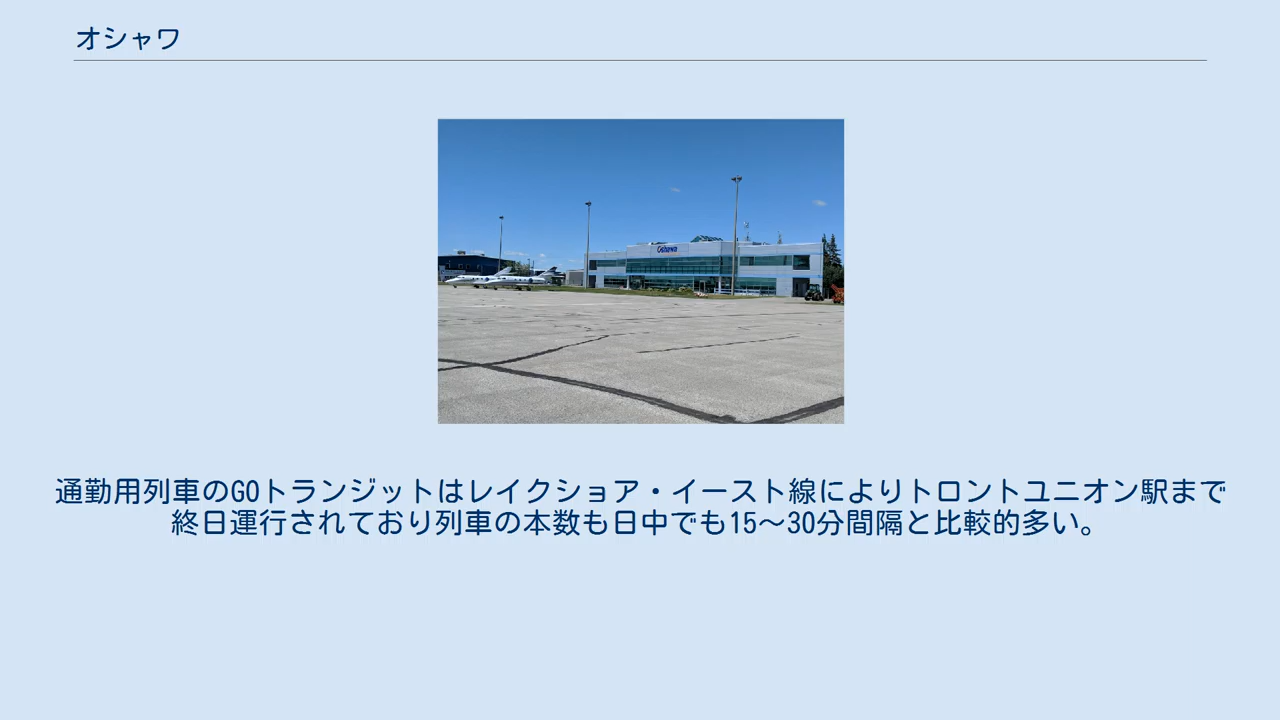 オシャワ
Oshawa
通勤用列車のGOトランジットはレイクショア・イースト線によりトロントユニオン駅まで
終日運行されており列車の本数も日中でも15～30分間隔と比較的多い。